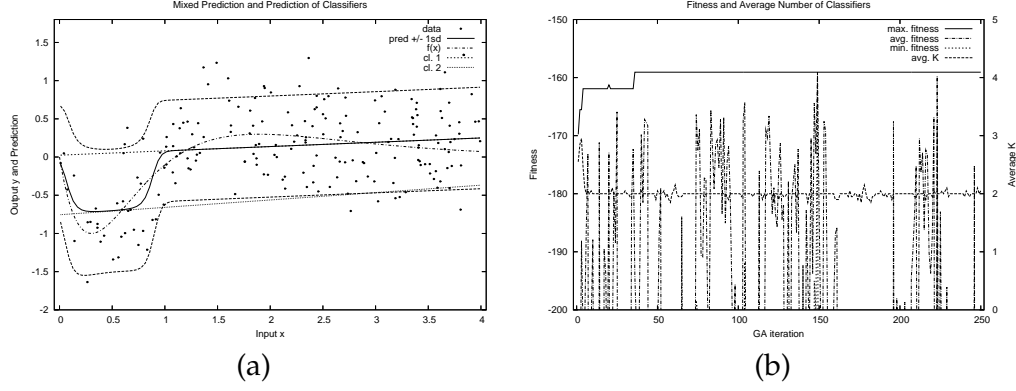 Mixed Prediction and Prediction of Classifiers
data
pred +/- 1sd
f(x)
cl. 1
cl. 2
1.5
1
0.5
0
-0.5
-1
-1.5
-2
Output y and Prediction
0 0.5 1 1.5 2 2.5 3 3.5 4
Input x
(a)
Fitness and Average Number of Classifiers
max. fitness
avg. fitness
min. fitness
avg. K
-150
-160
-170
-180
-190
-200
Fitness
5
4
3
2
1
0
Average K
0 50 100 150 200 250
GA iteration
(b)